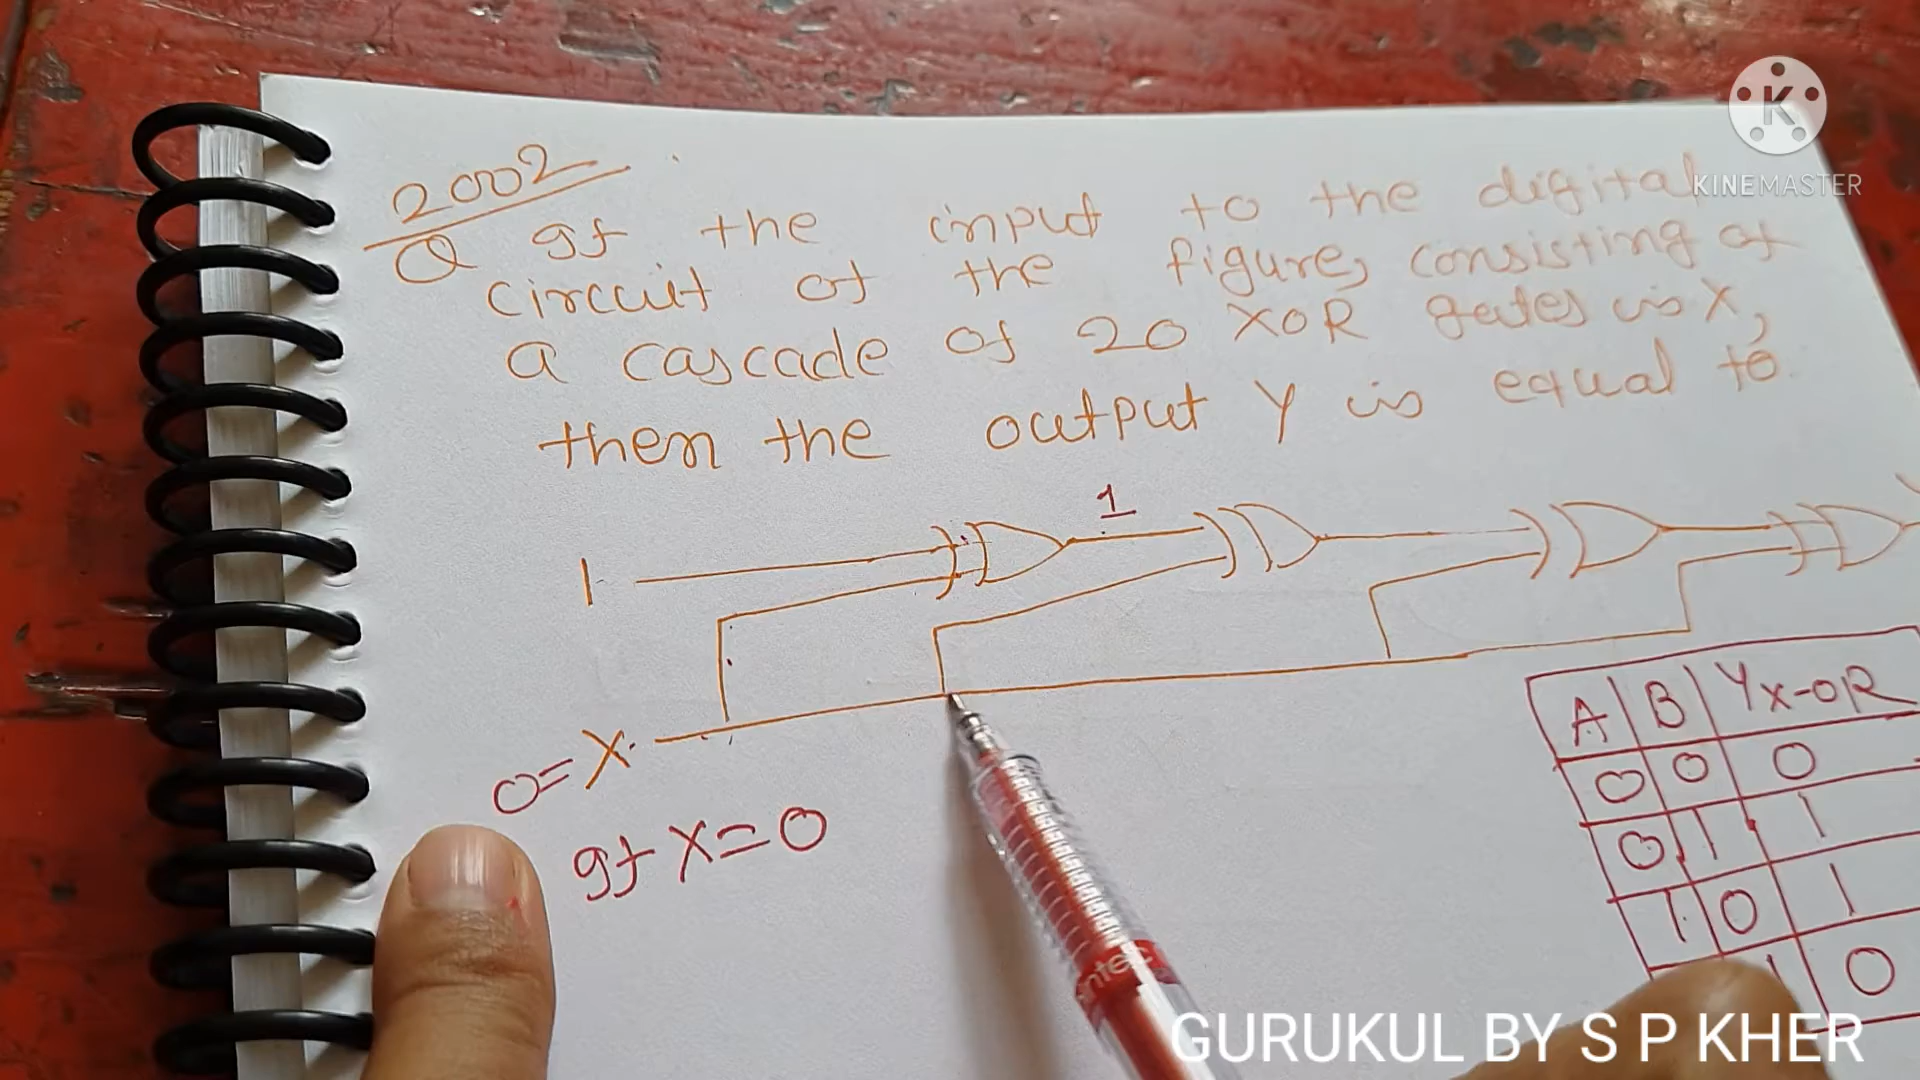 2002
KINEMASTER
Q If the input to the digital
circuit of the figure, consisting of
a cascade of 20 XOR gates is X,
then the output Y is equal to
1
1
0=X
If X=0
A B Y X-OR
0 0 0
0 1 1
1 0 1
1 0
GURUKUL BY S P KHER